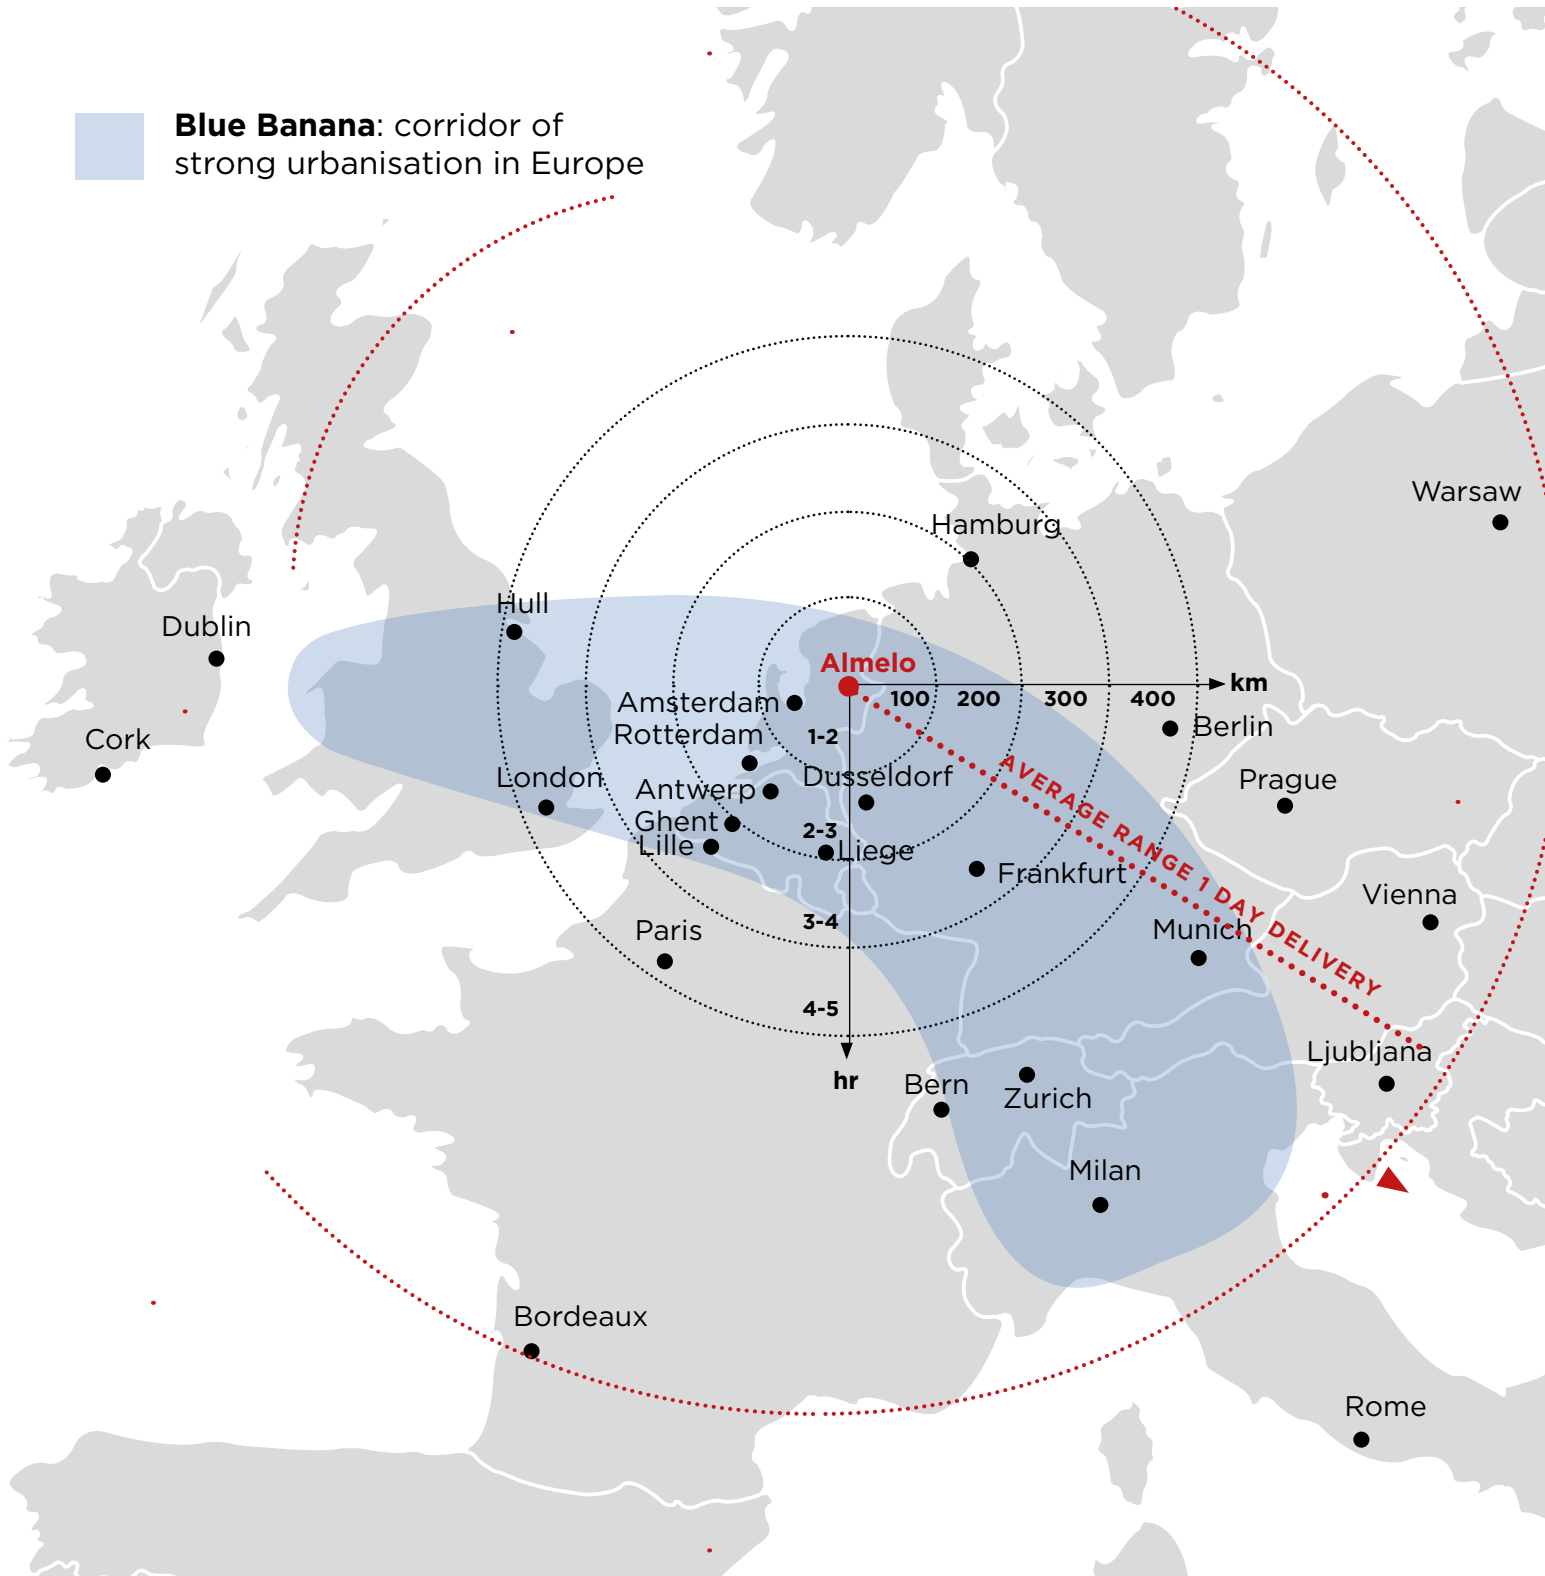 Blue Banana: corridor of
strong urbanisation in Europe
Warsaw
Hamburg
Hull
Dublin
Almelo
km
100 200 300 400
Amsterdam
Rotterdam
1-2
Berlin
Cork
London
Antwerp
Dusseldorf
Prague
Ghent
2-3
Lille
Liege
Frankfurt
AVERAGE RANGE 1 DAY DELIVERY
Vienna
3-4
Paris
Munich
4-5
Ljubljana
hr
Bern
Zurich
Milan
Bordeaux
Rome